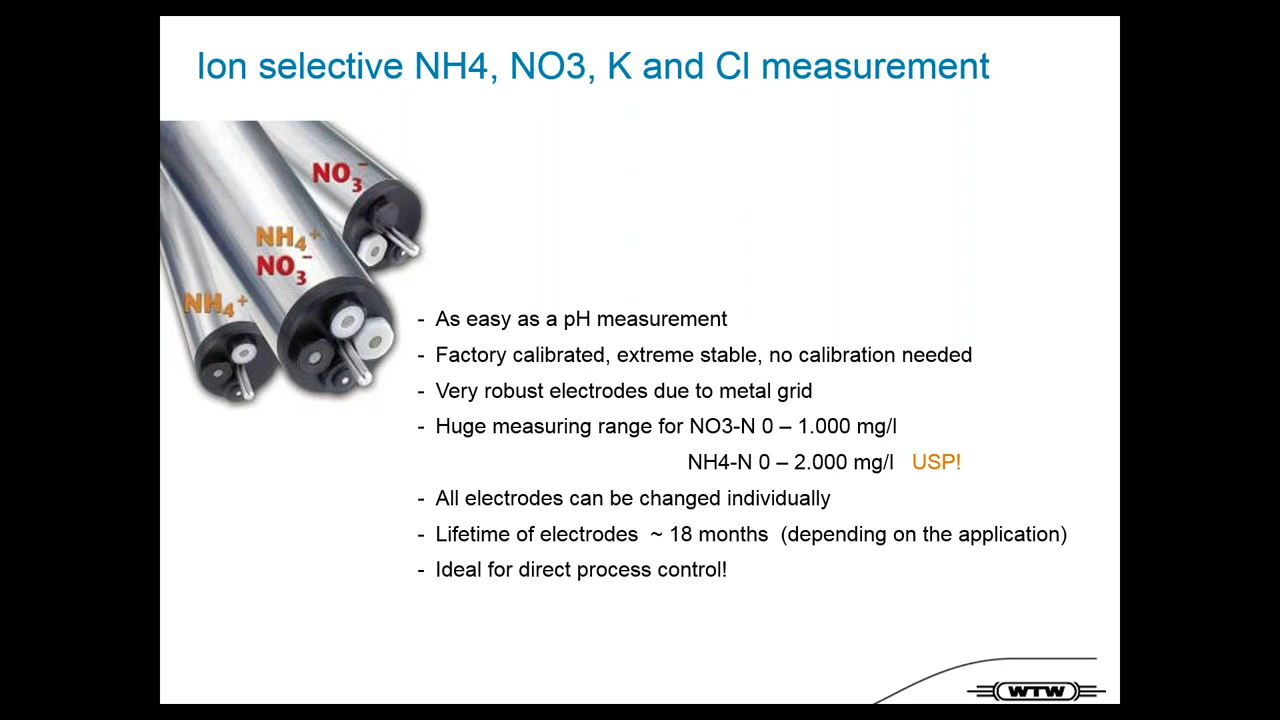 Ion selective NH4, NO3, K and Cl measurement
NO3-
NH4+
NO3-
NH4+
- As easy as a pH measurement
- Factory calibrated, extreme stable, no calibration needed
- Very robust electrodes due to metal grid
- Huge measuring range for NO3-N 0 – 1.000 mg/l
NH4-N 0 – 2.000 mg/l USP!
- All electrodes can be changed individually
- Lifetime of electrodes ~ 18 months (depending on the application)
- Ideal for direct process control!
WTW